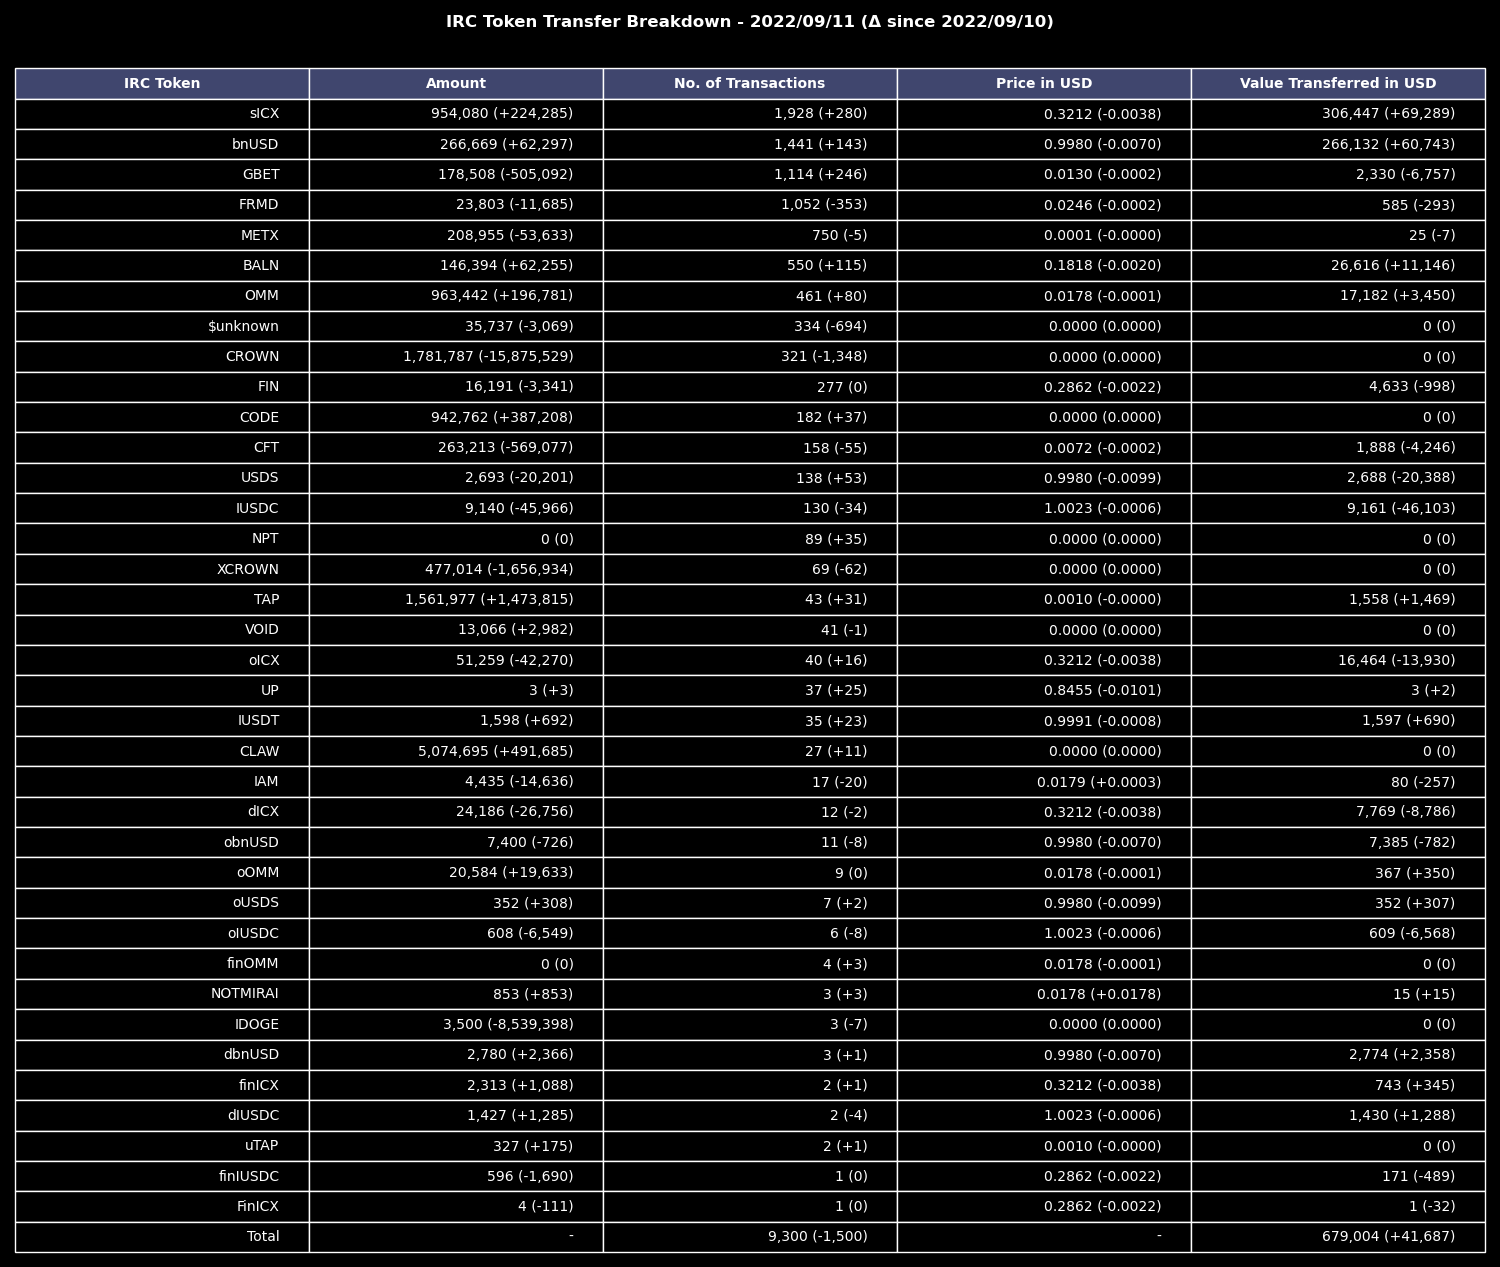 IRC Token Transfer Breakdown - 2022/09/11 (Δ since 2022/09/10)
IRC Token Amount No. of Transactions Price in USD Value Transferred in USD
sICX 954,080 (+224,285) 1,928 (+280) 0.3212 (-0.0038) 306,447 (+69,289)
bnUSD 266,669 (+62,297) 1,441 (+143) 0.9980 (-0.0070) 266,132 (+60,743)
GBET 178,508 (-505,092) 1,114 (+246) 0.0130 (-0.0002) 2,330 (-6,757)
FRMD 23,803 (-11,685) 1,052 (-353) 0.0246 (-0.0002) 585 (-293)
METX 208,955 (-53,633) 750 (-5) 0.0001 (-0.0000) 25 (-7)
BALN 146,394 (+62,255) 550 (+115) 0.1818 (-0.0020) 26,616 (+11,146)
OMM 963,442 (+196,781) 461 (+80) 0.0178 (-0.0001) 17,182 (+3,450)
$unknown 35,737 (-3,069) 334 (-694) 0.0000 (0.0000) 0 (0)
CROWN 1,781,787 (-15,875,529) 321 (-1,348) 0.0000 (0.0000) 0 (0)
FIN 16,191 (-3,341) 277 (0) 0.2862 (-0.0022) 4,633 (-998)
CODE 942,762 (+387,208) 182 (+37) 0.0000 (0.0000) 0 (0)
CFT 263,213 (-569,077) 158 (-55) 0.0072 (-0.0002) 1,888 (-4,246)
USDS 2,693 (-20,201) 138 (+53) 0.9980 (-0.0099) 2,688 (-20,388)
IUSDC 9,140 (-45,966) 130 (-34) 1.0023 (-0.0006) 9,161 (-46,103)
NPT 0 (0) 89 (+35) 0.0000 (0.0000) 0 (0)
XCROWN 477,014 (-1,656,934) 69 (-62) 0.0000 (0.0000) 0 (0)
TAP 1,561,977 (+1,473,815) 43 (+31) 0.0010 (-0.0000) 1,558 (+1,469)
VOID 13,066 (+2,982) 41 (-1) 0.0000 (0.0000) 0 (0)
oICX 51,259 (-42,270) 40 (+16) 0.3212 (-0.0038) 16,464 (-13,930)
UP 3 (+3) 37 (+25) 0.8455 (-0.0101) 3 (+2)
IUSDT 1,598 (+692) 35 (+23) 0.9991 (-0.0008) 1,597 (+690)
CLAW 5,074,695 (+491,685) 27 (+11) 0.0000 (0.0000) 0 (0)
IAM 4,435 (-14,636) 17 (-20) 0.0179 (+0.0003) 80 (-257)
dICX 24,186 (-26,756) 12 (-2) 0.3212 (-0.0038) 7,769 (-8,786)
obnUSD 7,400 (-726) 11 (-8) 0.9980 (-0.0070) 7,385 (-782)
oOMM 20,584 (+19,633) 9 (0) 0.0178 (-0.0001) 367 (+350)
oUSDS 352 (+308) 7 (+2) 0.9980 (-0.0099) 352 (+307)
oIUSDC 608 (-6,549) 6 (-8) 1.0023 (-0.0006) 609 (-6,568)
finOMM 0 (0) 4 (+3) 0.0178 (-0.0001) 0 (0)
NOTMIRAI 853 (+853) 3 (+3) 0.0178 (+0.0178) 15 (+15)
IDOGE 3,500 (-8,539,398) 3 (-7) 0.0000 (0.0000) 0 (0)
dbnUSD 2,780 (+2,366) 3 (+1) 0.9980 (-0.0070) 2,774 (+2,358)
finICX 2,313 (+1,088) 2 (+1) 0.3212 (-0.0038) 743 (+345)
dIUSDC 1,427 (+1,285) 2 (-4) 1.0023 (-0.0006) 1,430 (+1,288)
uTAP 327 (+175) 2 (+1) 0.0010 (-0.0000) 0 (0)
finIUSDC 596 (-1,690) 1 (0) 0.2862 (-0.0022) 171 (-489)
FinICX 4 (-111) 1 (0) 0.2862 (-0.0022) 1 (-32)
Total - 9,300 (-1,500) - 679,004 (+41,687)